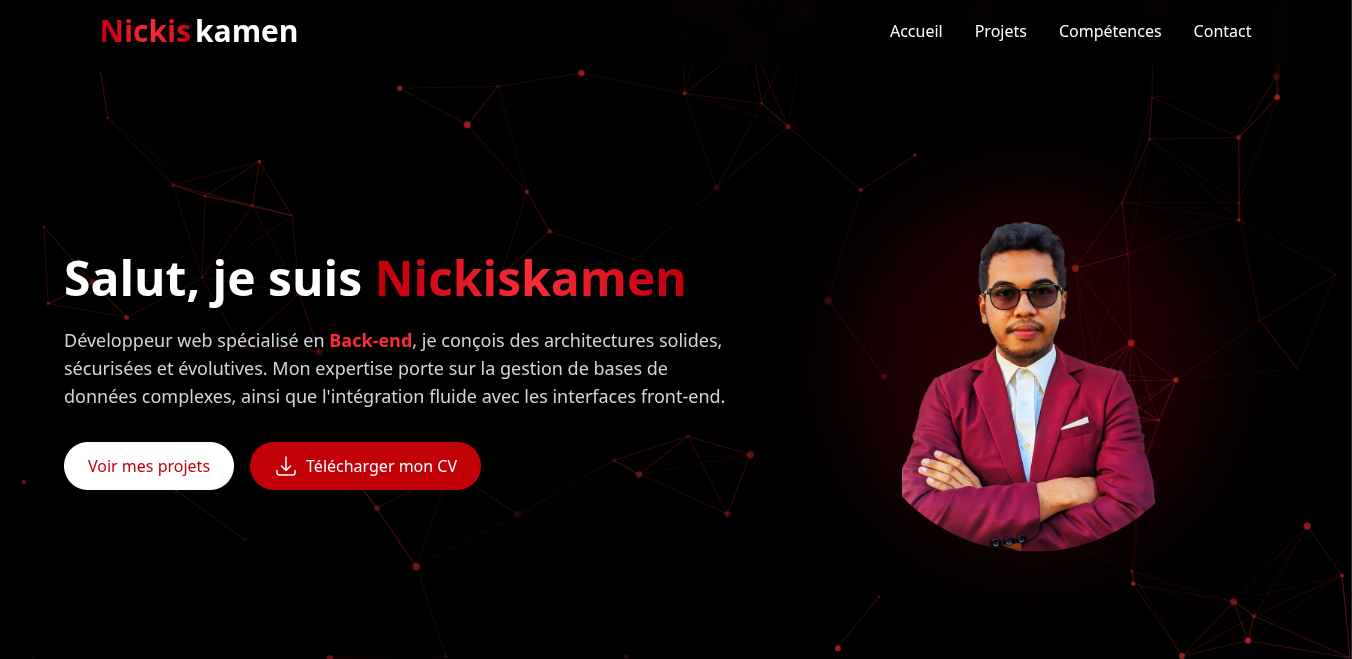 Nickiskamen
Accueil Projets Compétences Contact
Salut, je suis Nickiskamen
Développeur web spécialisé en Back-end, je conçois des architectures solides,
sécurisées et évolutives. Mon expertise porte sur la gestion de bases de
données complexes, ainsi que l'intégration fluide avec les interfaces front-end.
Voir mes projets
Télécharger mon CV